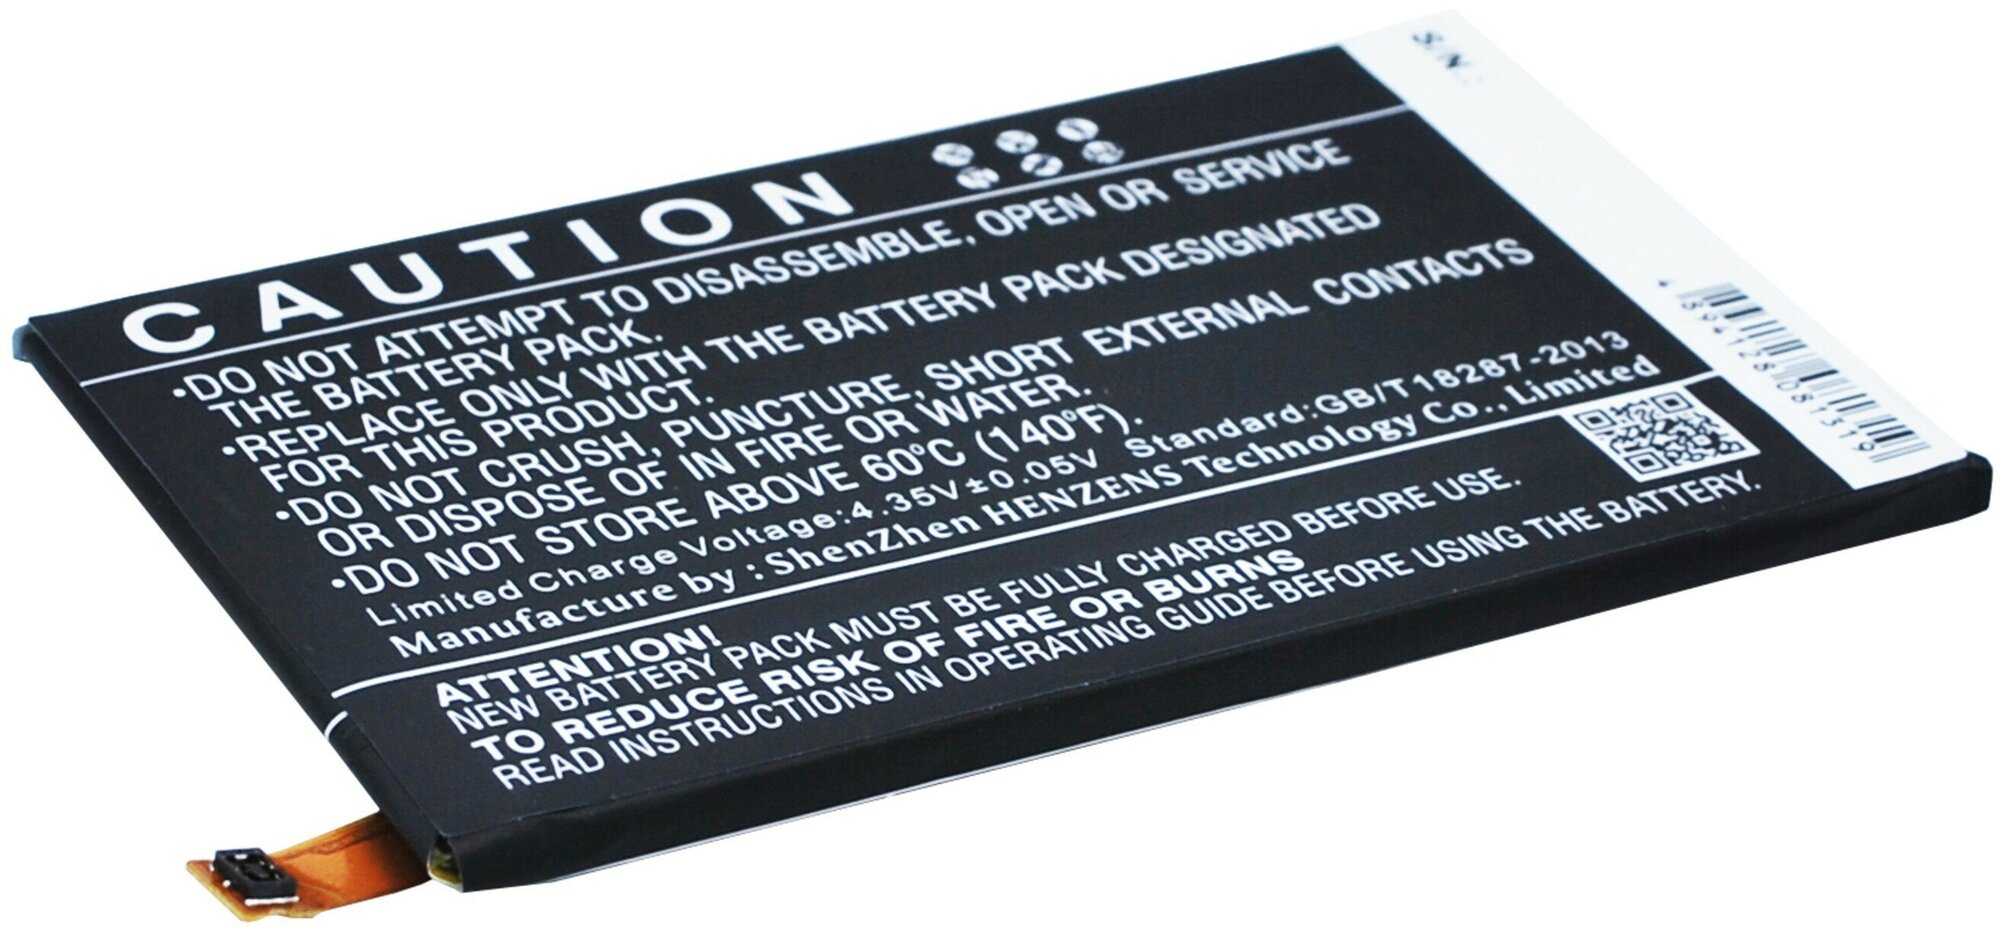 S/N:
CAUTION
•DO NOT ATTEMPT TO DISASSEMBLE, OPEN OR SERVICE
THE BATTERY PACK.
•REPLACE ONLY WITH THE BATTERY PACK DESIGNATED
FOR THIS PRODUCT.
•DO NOT CRUSH, PUNCTURE, SHORT EXTERNAL CONTACTS
OR DISPOSE OF IN FIRE OR WATER.
•DO NOT STORE ABOVE 60°C (140°F).
Limited Charge Voltage:4.35V±0.05V Standard:GB/T18287-2013
Manufacture by : ShenZhen HENZENS Technology Co., Limited
ATTENTION!
NEW BATTERY PACK MUST BE FULLY CHARGED BEFORE USE.
TO REDUCE RISK OF FIRE OR BURNS
READ INSTRUCTIONS IN OPERATING GUIDE BEFORE USING THE BATTERY.
4894128081319